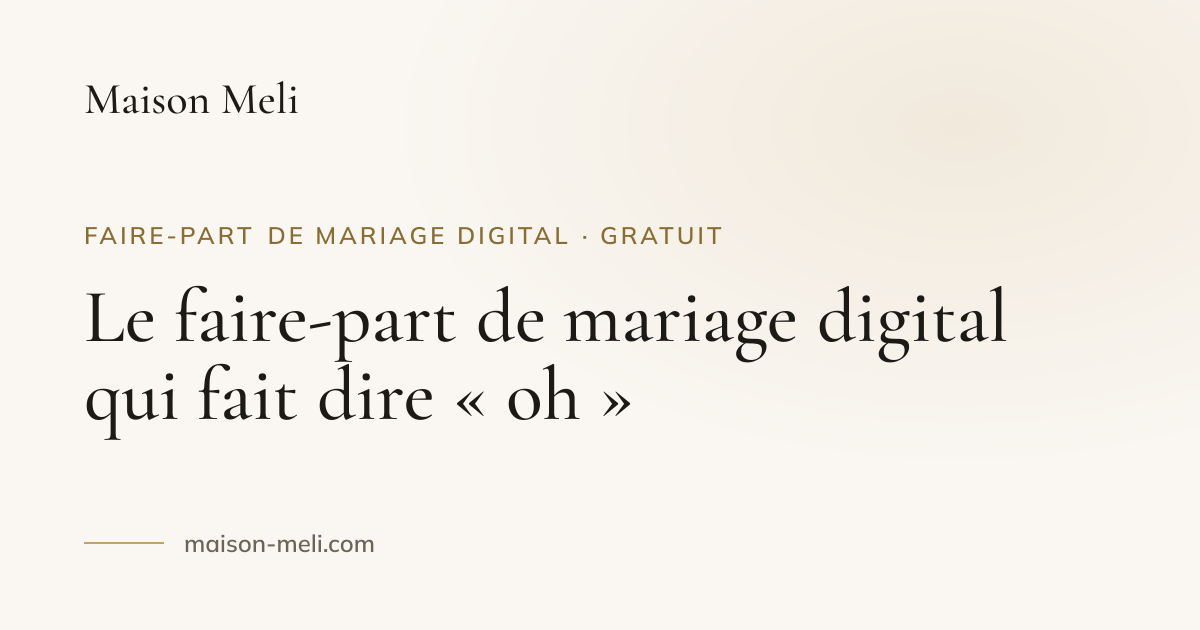 Maison Meli
FAIRE-PART DE MARIAGE DIGITAL · GRATUIT
Le faire-part de mariage digital
qui fait dire « oh »
maison-meli.com